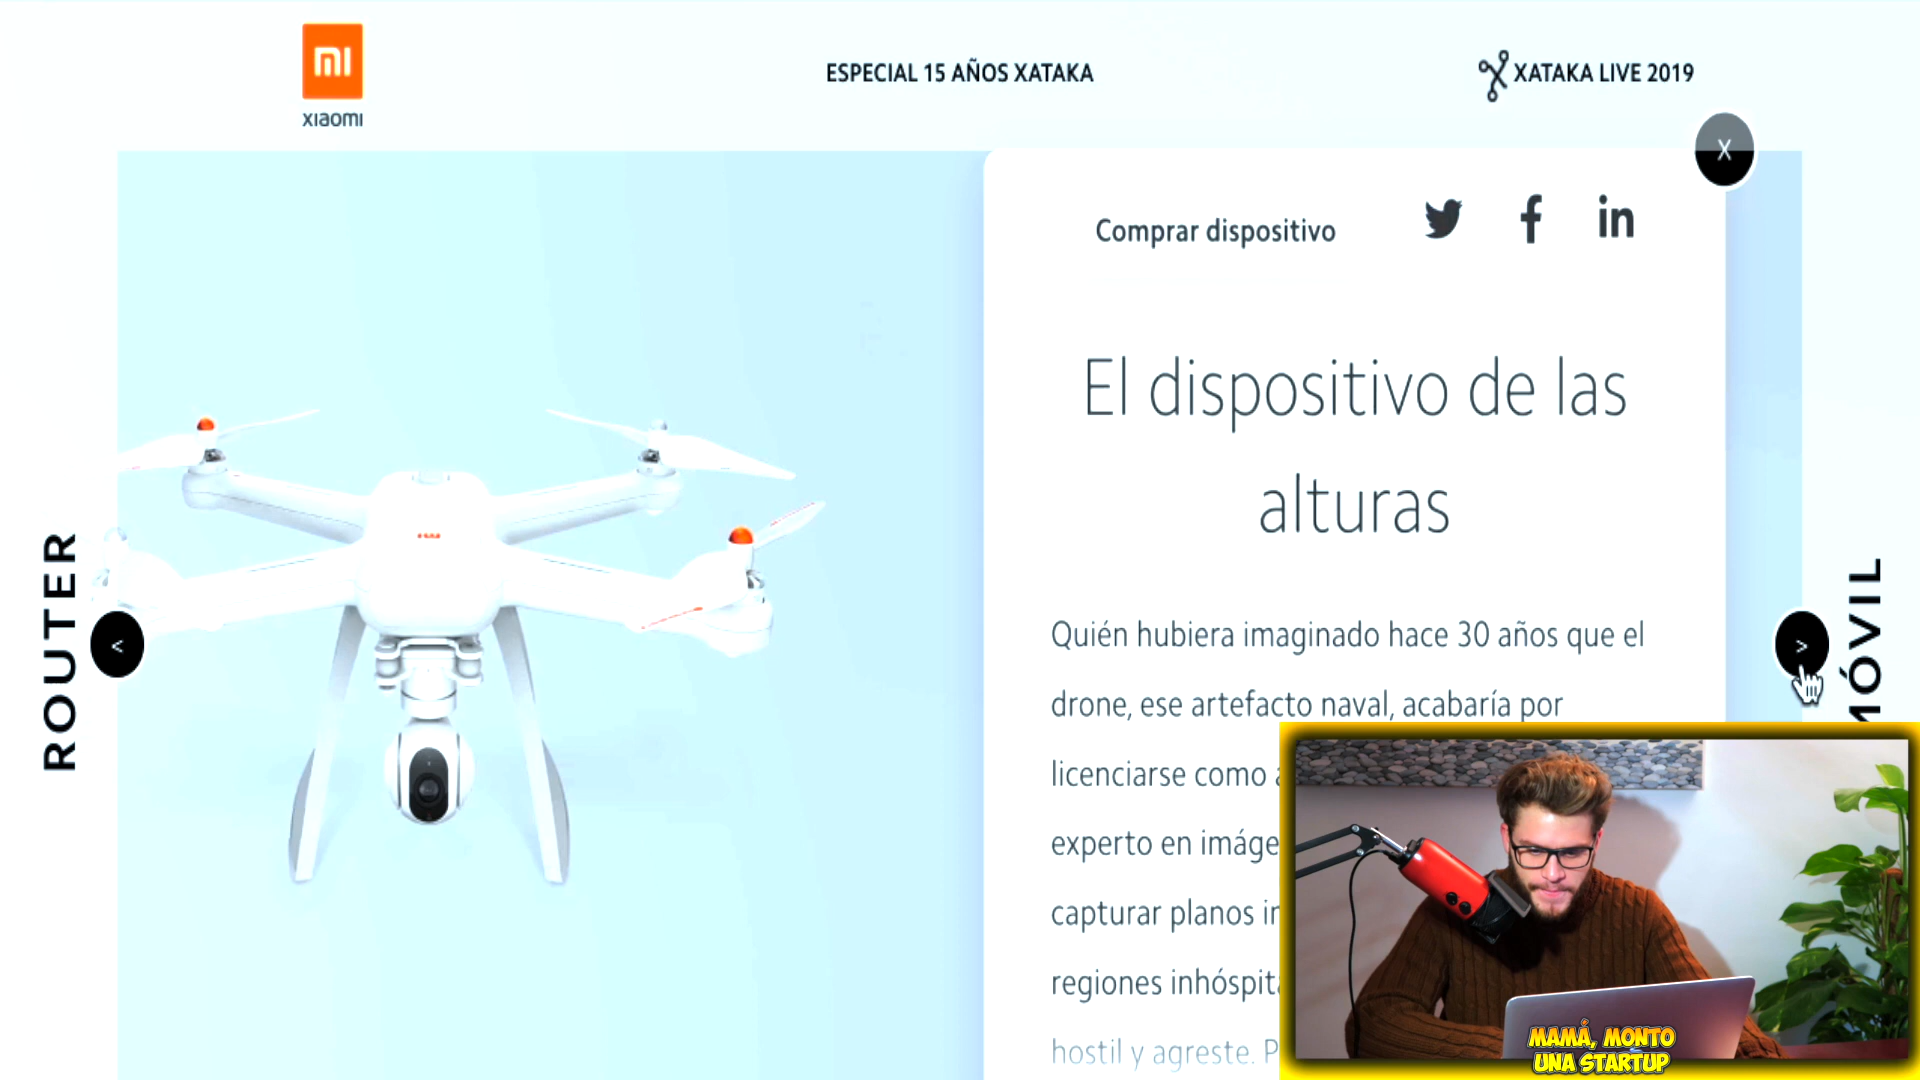 mi
xiaomi
ESPECIAL 15 AÑOS XATAKA
XATAKA LIVE 2019
X
Comprar dispositivo
El dispositivo de las
alturas
Quién hubiera imaginado hace 30 años que el
drone, ese artefacto naval, acabaría por
licenciarse como
experto en imáge
capturar planos
regiones inhóspit
hostil y agreste. P
ROUTER
<
>
MÓVIL
MAMÁ, MONTO
UNA STARTUP